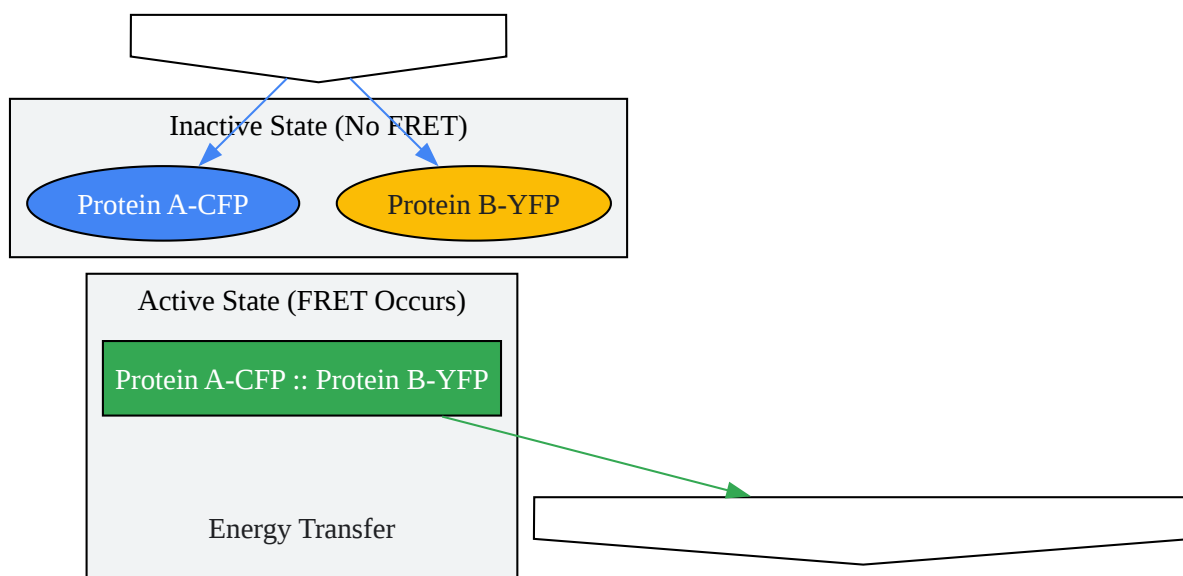 Inactive State (No FRET)
Protein A-CFP
Protein B-YFP
Active State (FRET Occurs)
Protein A-CFP :: Protein B-YFP
Energy Transfer